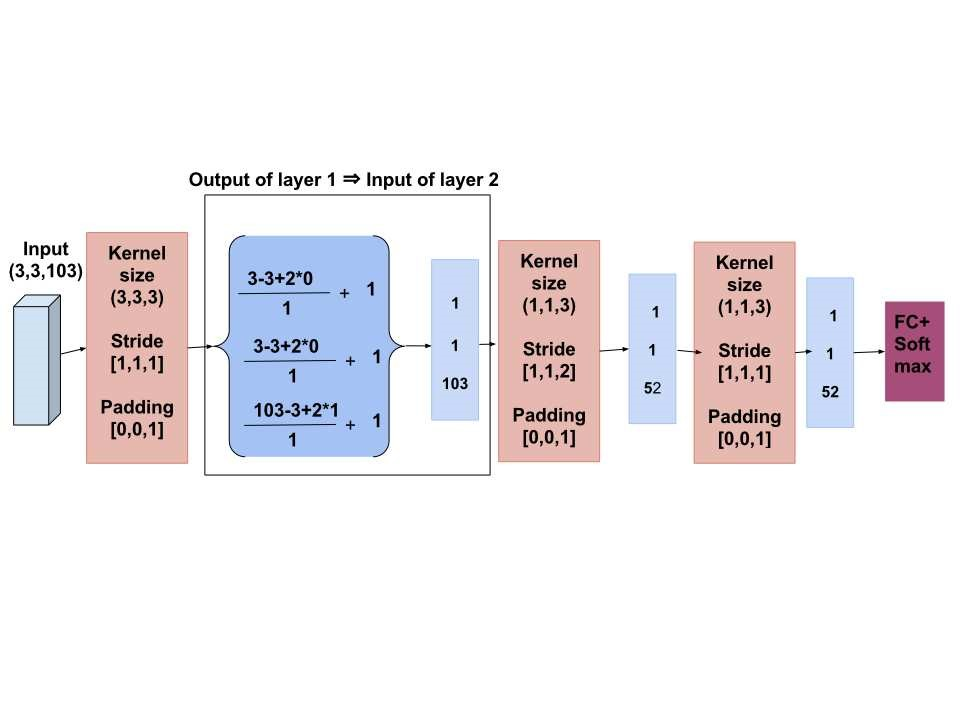 Output of layer 1 ⇒ Input of layer 2
Input
(3,3,103)
Kernel
size
(3,3,3)
Stride
[1,1,1]
Padding
[0,0,1]
3-3+2*0
1
+ 1
3-3+2*0
1
+ 1
103-3+2*1
1
+ 1
1
1
103
Kernel
size
(1,1,3)
Stride
[1,1,2]
Padding
[0,0,1]
1
1
52
Kernel
size
(1,1,3)
Stride
[1,1,1]
Padding
[0,0,1]
1
1
52
FC+
Soft
max